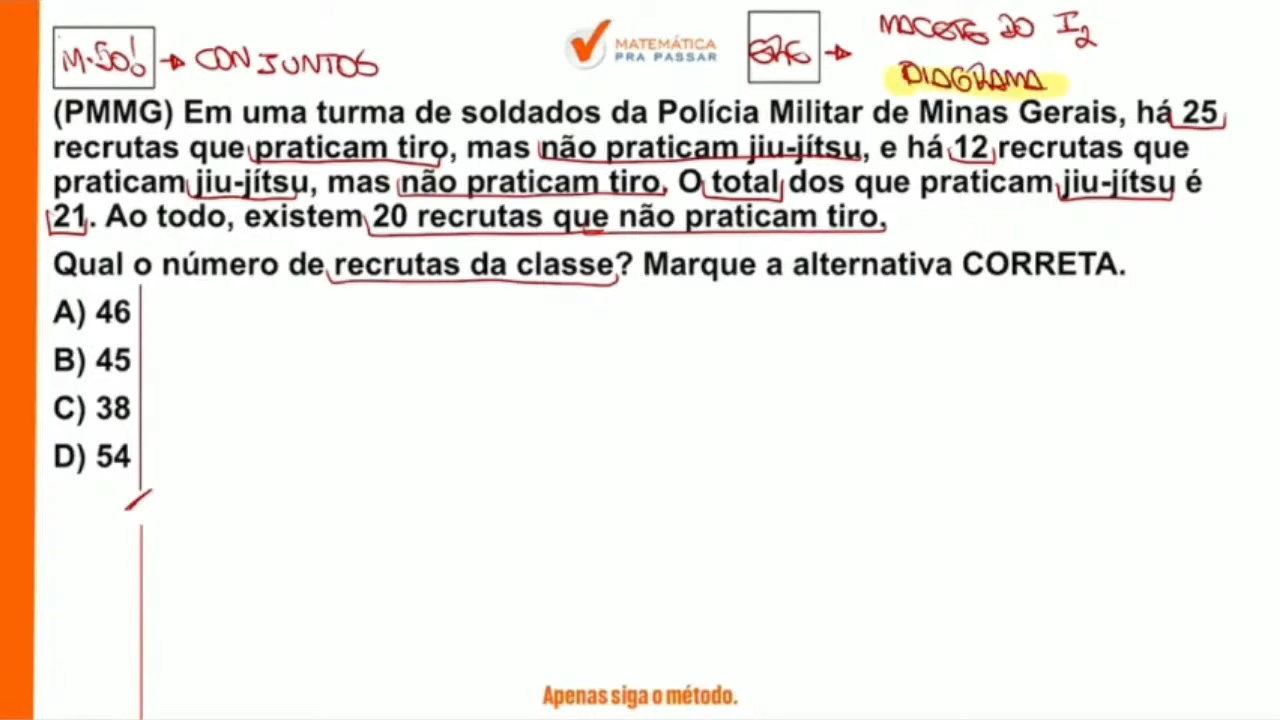 M.50! → CONJUNTOS
MATEMÁTICA
PRA PASSAR
MACETE DO I2
DIAGRAMA
(PMMG) Em uma turma de soldados da Polícia Militar de Minas Gerais, há 25
recrutas que praticam tiro, mas não praticam jiu-jítsu, e há 12 recrutas que
praticam jiu-jítsu, mas não praticam tiro. O total dos que praticam jiu-jítsu é
21. Ao todo, existem 20 recrutas que não praticam tiro.
Qual o número de recrutas da classe? Marque a alternativa CORRETA.
A) 46
B) 45
C) 38
D) 54
Apenas siga o método.